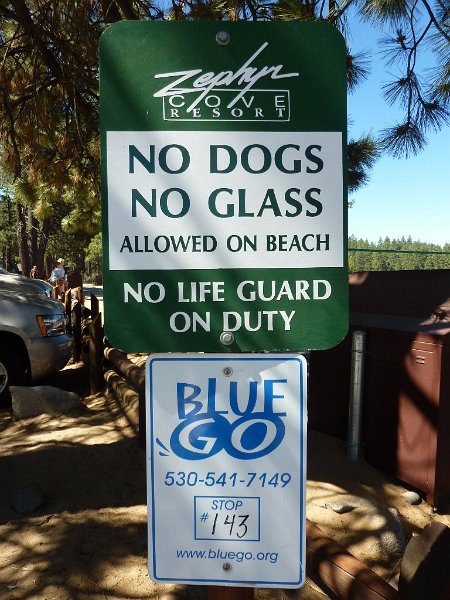 Zephyr
COVE
RESORT
NO DOGS
NO GLASS
ALLOWED ON BEACH
NO LIFE GUARD
ON DUTY
BLUE
GO
530-541-7149
STOP
# 143
www.bluego.org